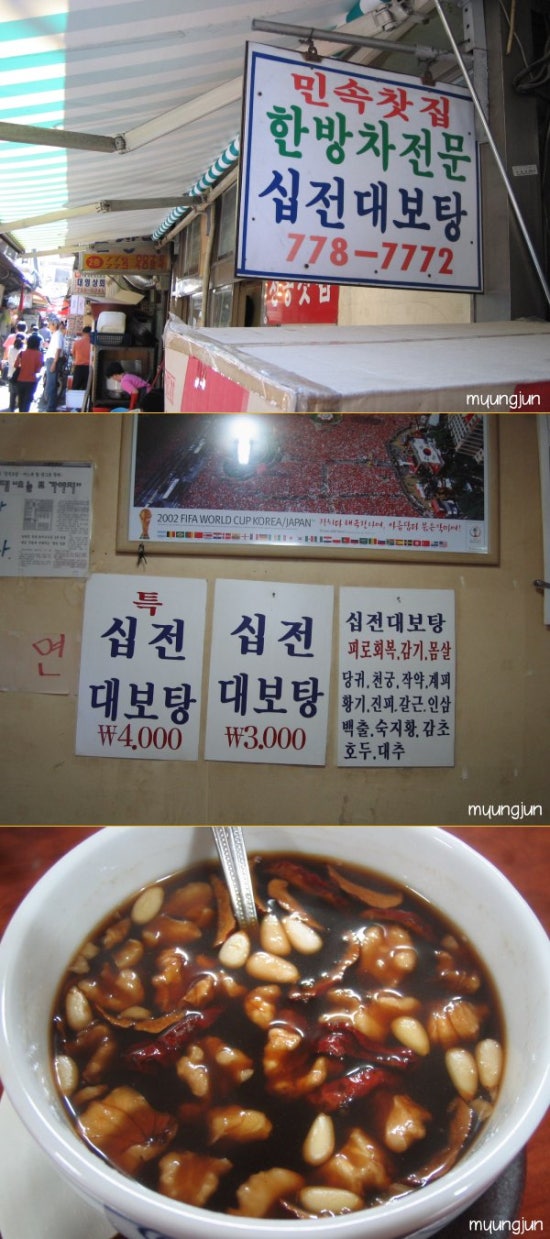 민속찻집
한방차전문
십전대보탕
778-7772
대영상회
myungjun
2002 FIFA WORLD CUP KOREA/JAPAN
특
십전
대보탕
₩4,000
십전
대보탕
₩3,000
십전대보탕
피로회복,감기,몸살
당귀,천궁,작약,계피
황기,진피,갈근,인삼
백출,숙지황,감초
호두,대추
면
myungjun
myungjun